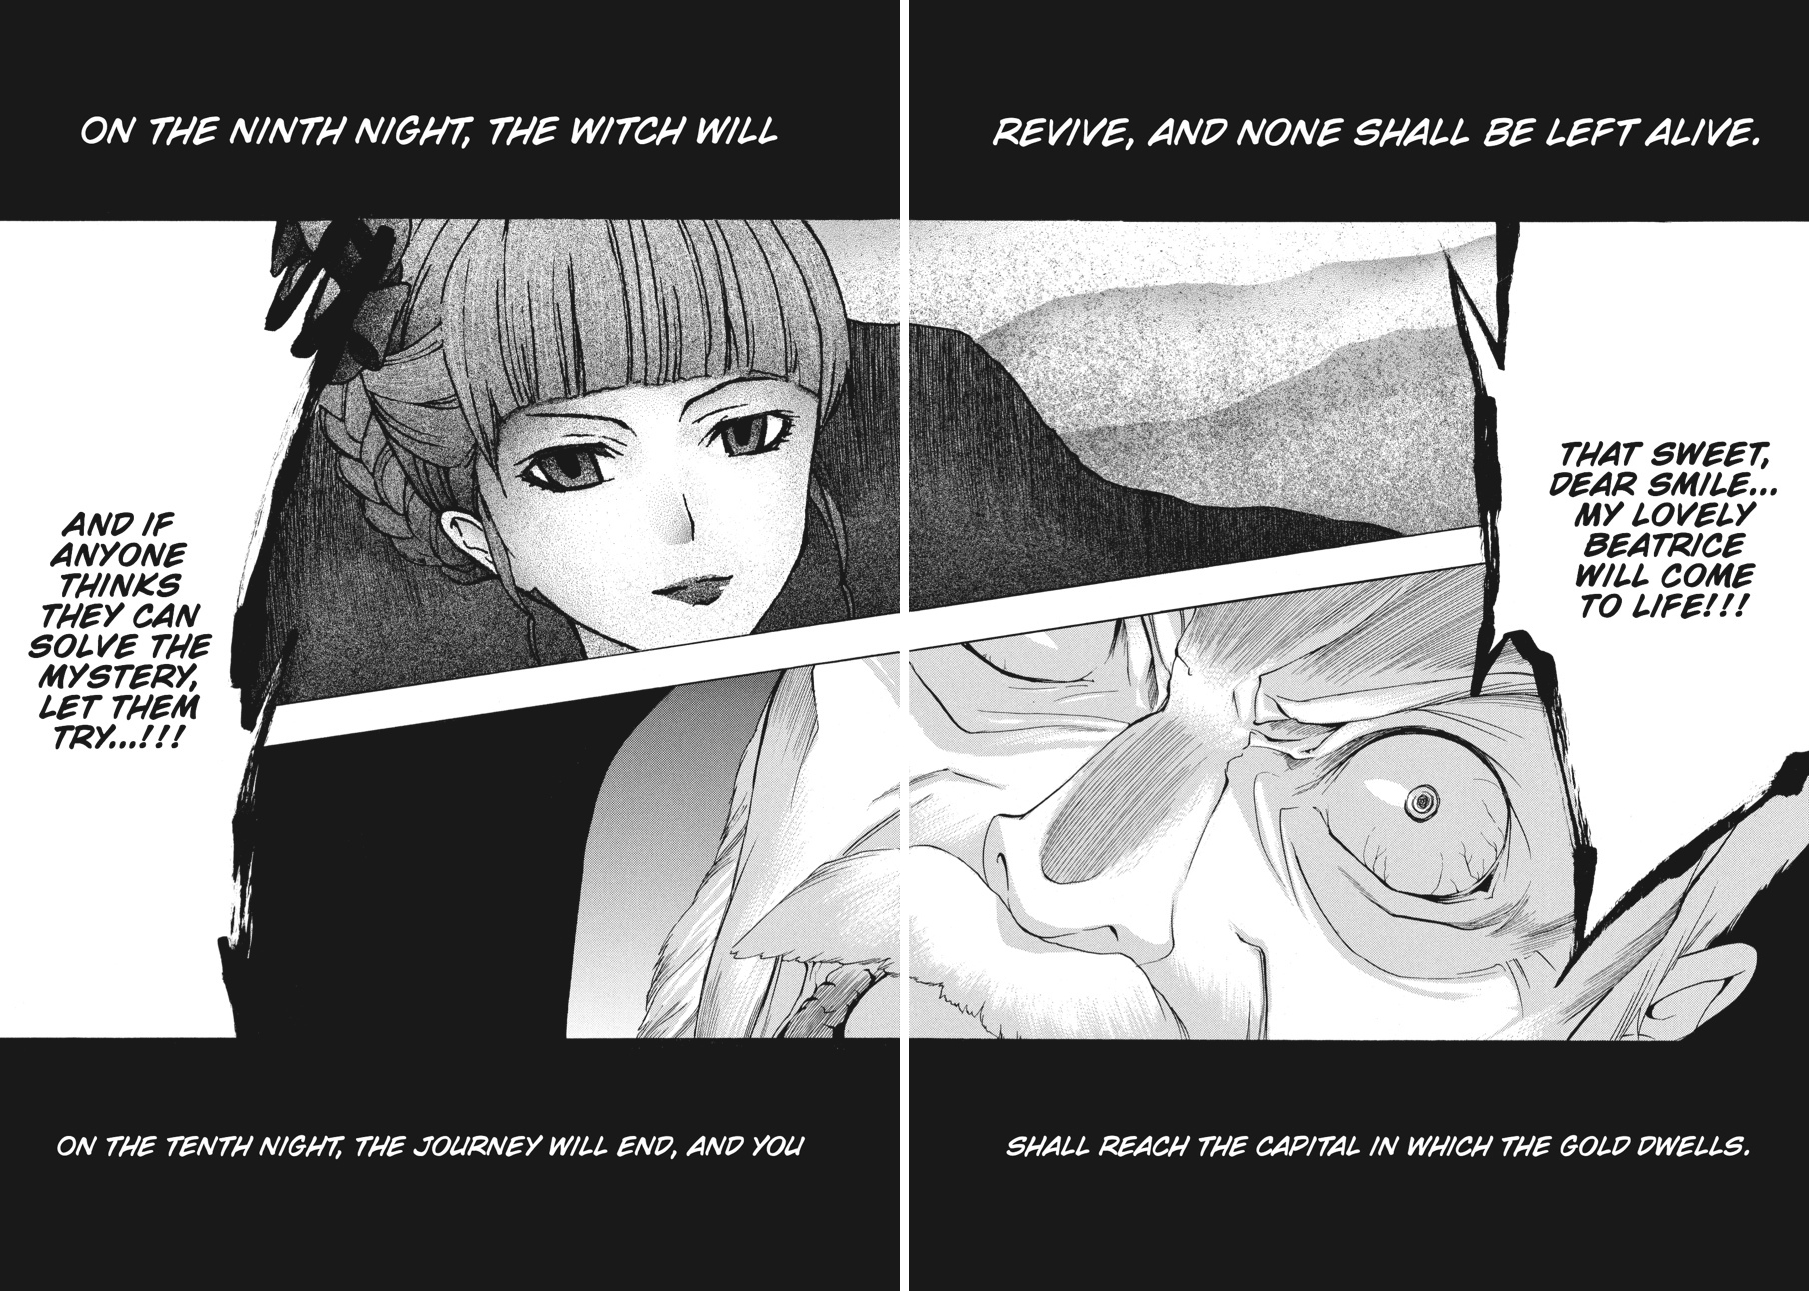 ON THE NINTH NIGHT, THE WITCH WILL REVIVE, AND NONE SHALL BE LEFT ALIVE.
THAT SWEET,
DEAR SMILE...
MY LOVELY
BEATRICE
WILL COME
TO LIFE!!!
AND IF
ANYONE
THINKS
THEY CAN
SOLVE THE
MYSTERY,
LET THEM
TRY...!!!
ON THE TENTH NIGHT, THE JOURNEY WILL END, AND YOU SHALL REACH THE CAPITAL IN WHICH THE GOLD DWELLS.